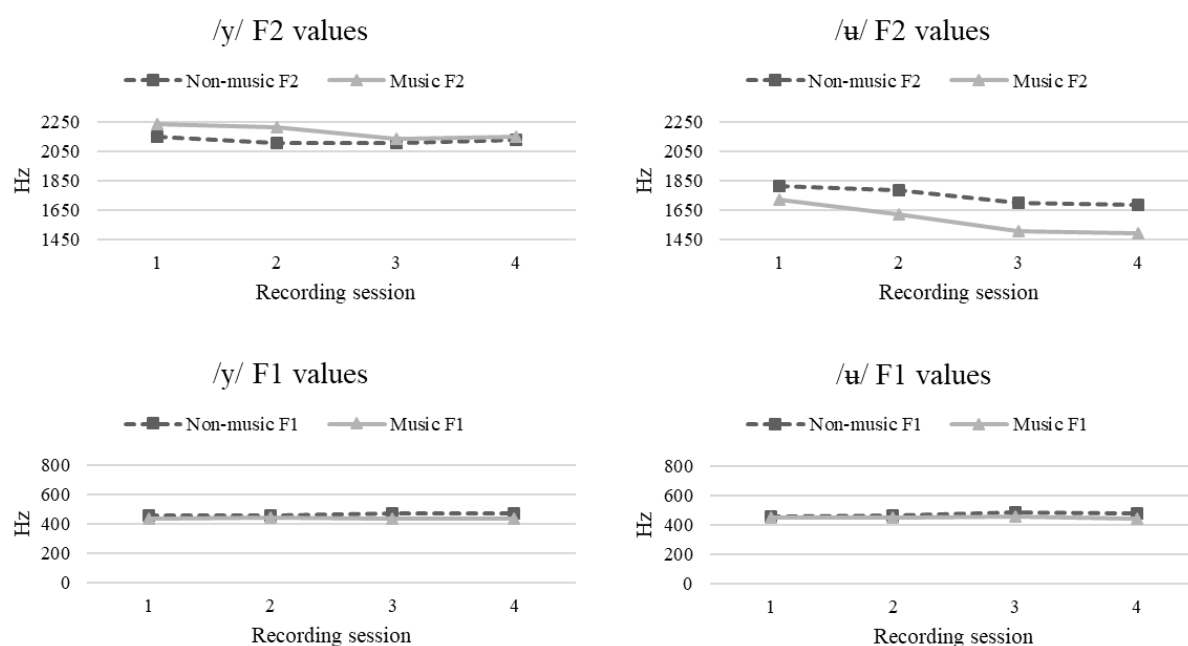 /y/ F2 values
Non-music F2 Music F2
2250
2050
1850
1650
1450
Hz
1 2 3 4
Recording session
/ʉ/ F2 values
Non-music F2 Music F2
2250
2050
1850
1650
1450
Hz
1 2 3 4
Recording session
/y/ F1 values
Non-music F1 Music F1
800
600
400
200
0
Hz
1 2 3 4
Recording session
/ʉ/ F1 values
Non-music F1 Music F1
800
600
400
200
0
Hz
1 2 3 4
Recording session